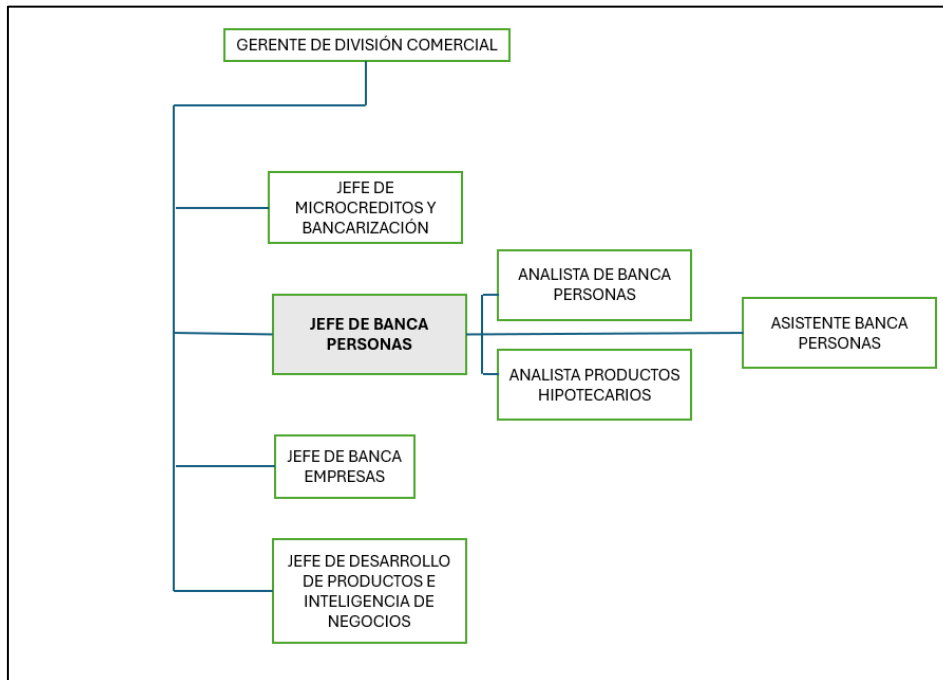 GERENTE DE DIVISIÓN COMERCIAL
JEFE DE
MICROCREDITOS Y
BANCARIZACIÓN
ANALISTA DE BANCA
PERSONAS
JEFE DE BANCA
PERSONAS
ASISTENTE BANCA
PERSONAS
ANALISTA PRODUCTOS
HIPOTECARIOS
JEFE DE BANCA
EMPRESAS
JEFE DE DESARROLLO
DE PRODUCTOS E
INTELIGENCIA DE
NEGOCIOS